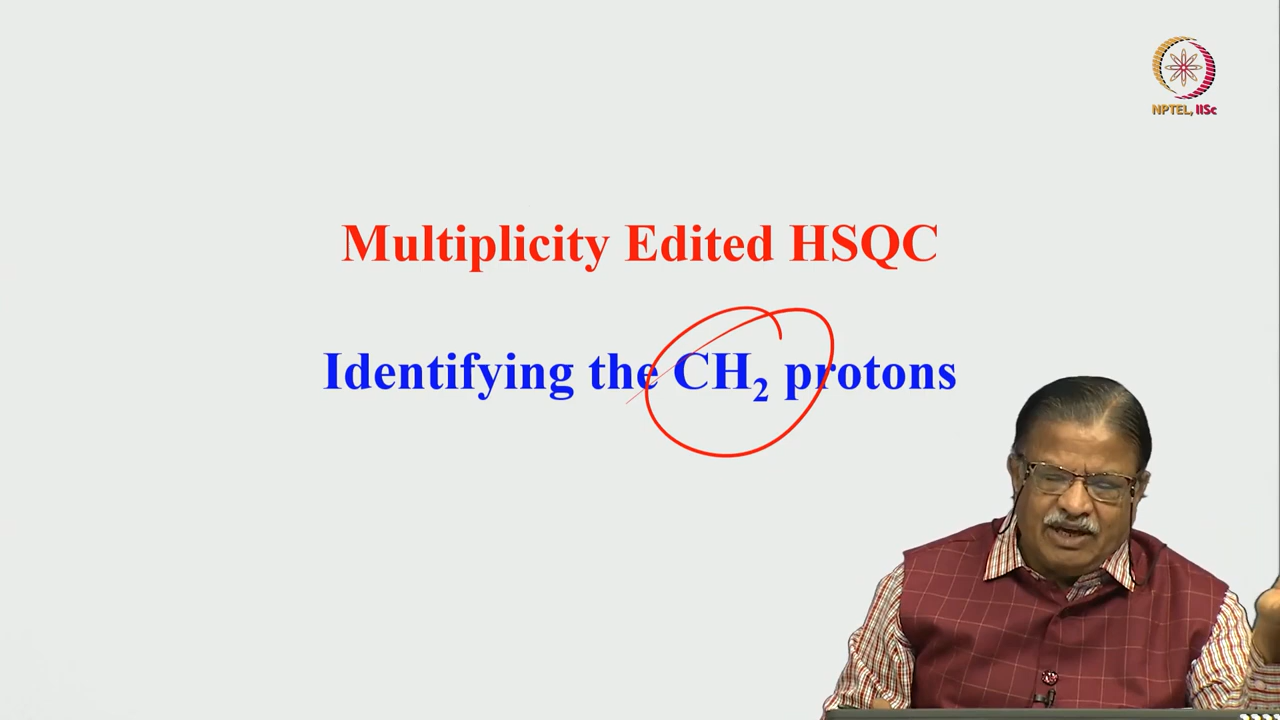 NPTEL, IISc
Multiplicity Edited HSQC
Identifying the CH₂ protons